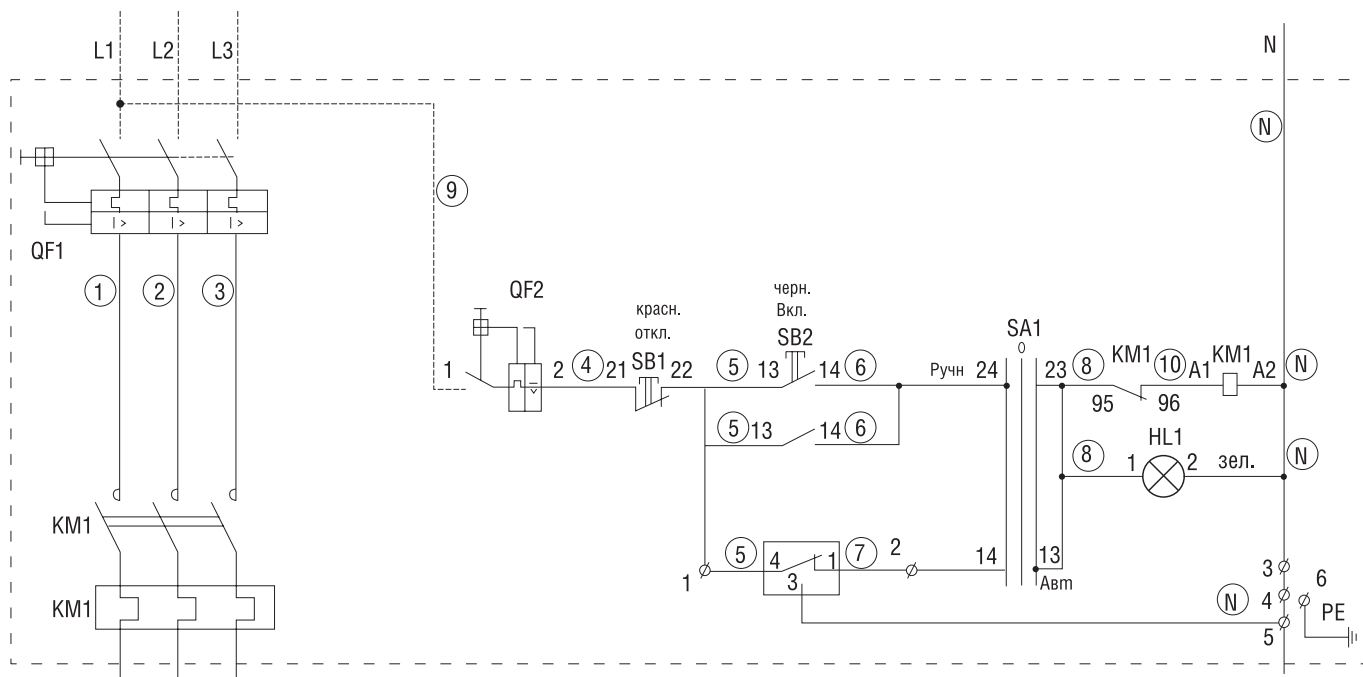 L1 L2 L3 N
N
9
I > I > I >
QF1
1 2 3
QF2
черн.
Вкл.
красн.
откл.
SB2
SA1
0
SB1
1 2 4 21 22 5 13 14 6 Ручн 24 23 8 KM1 10 A1 KM1 A2 N
95 96
5 13 14 6
HL1
8 1 2 зел. N
KM1
5 4 1 7 2 14 13
1 3 Авт
3
6
4
N
5
PE
KM1